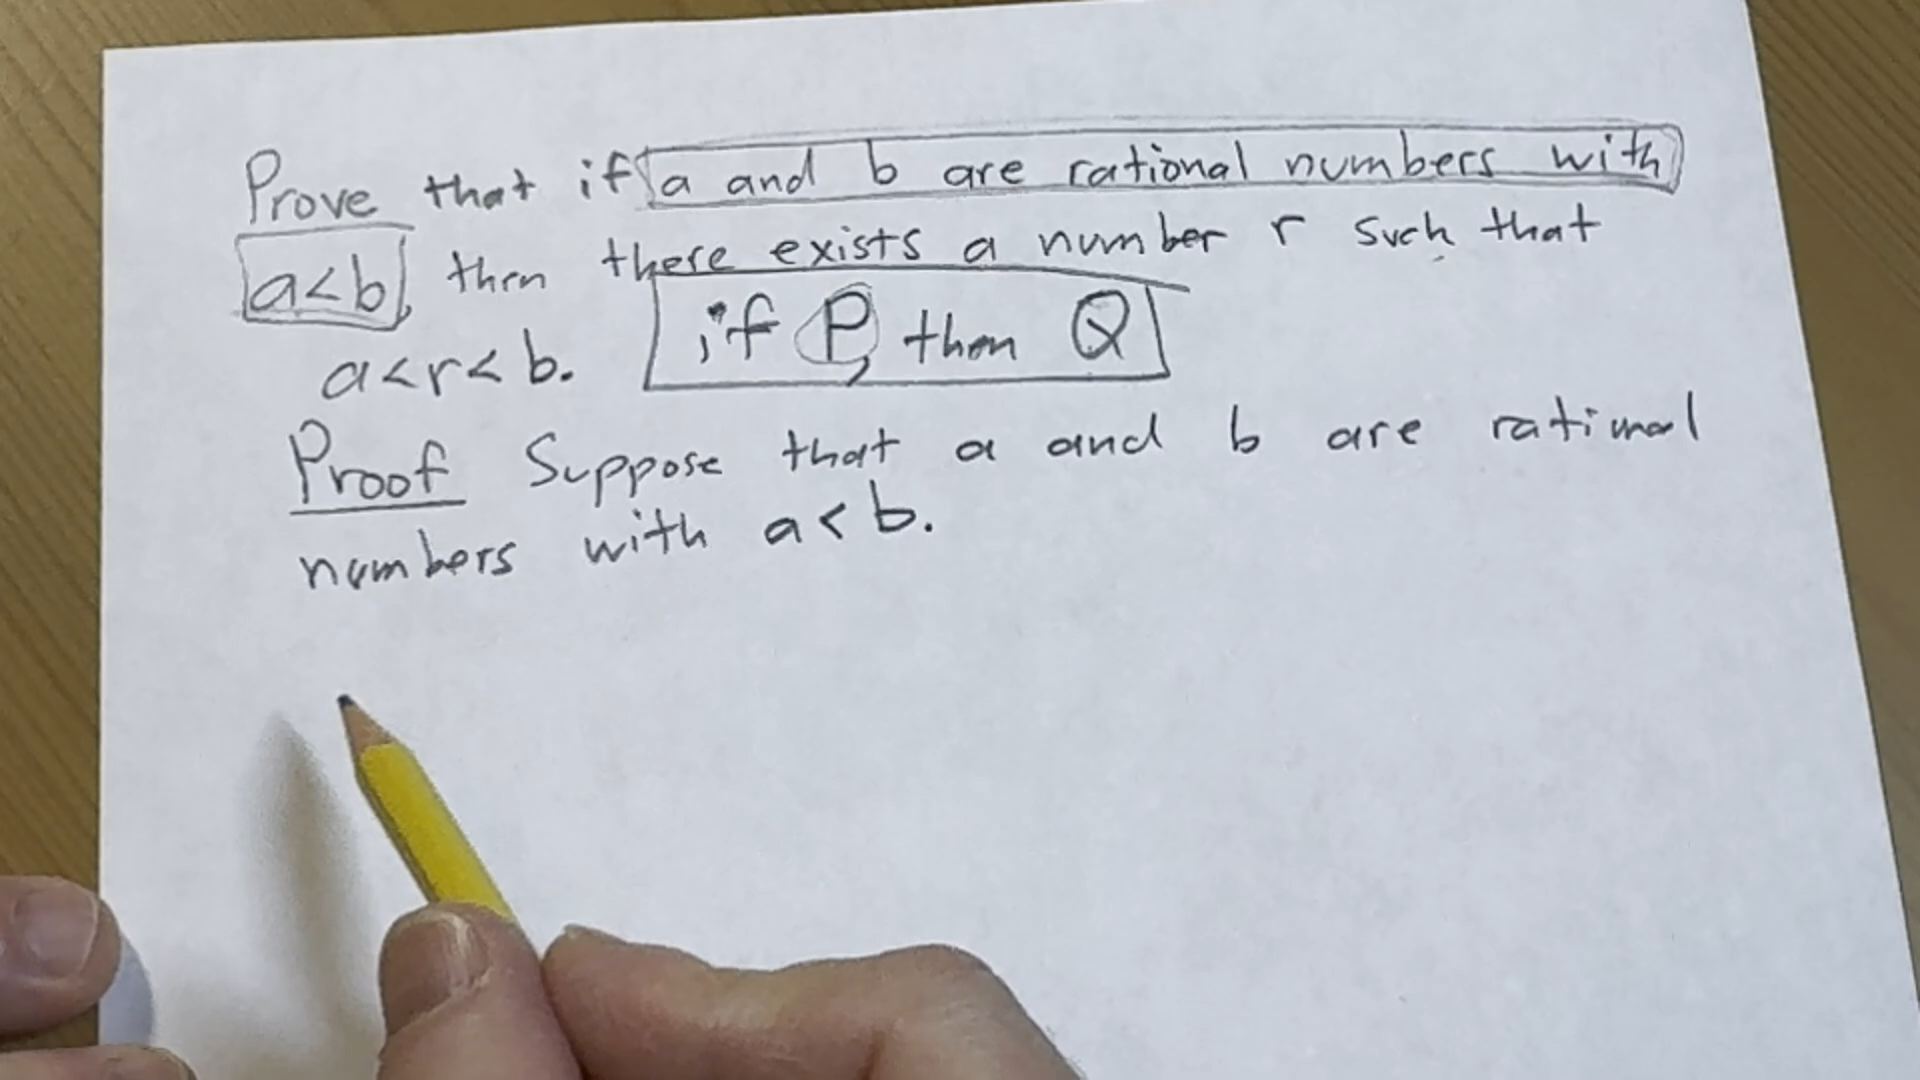 Prove that if a and b are rational numbers with
a<b, then there exists a number r such that
a<r<b.
if P, then Q
Proof Suppose that a and b are rational
numbers with a<b.